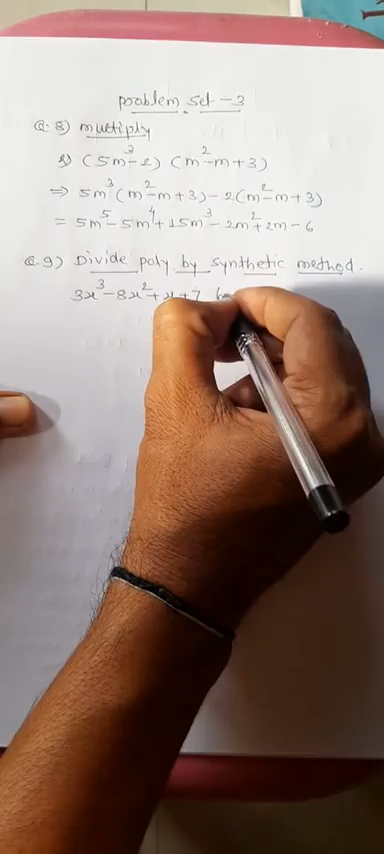 problem set - 3
Q.8) multiply
2) (5m³-2) (m²-m+3)
⇒ 5m³(m²-m+3)-2(m²-m+3)
= 5m⁵-5m⁴+15m³-2m²+2m-6
Q.9) Divide poly by synthetic method.
3x³-8x²+x+7